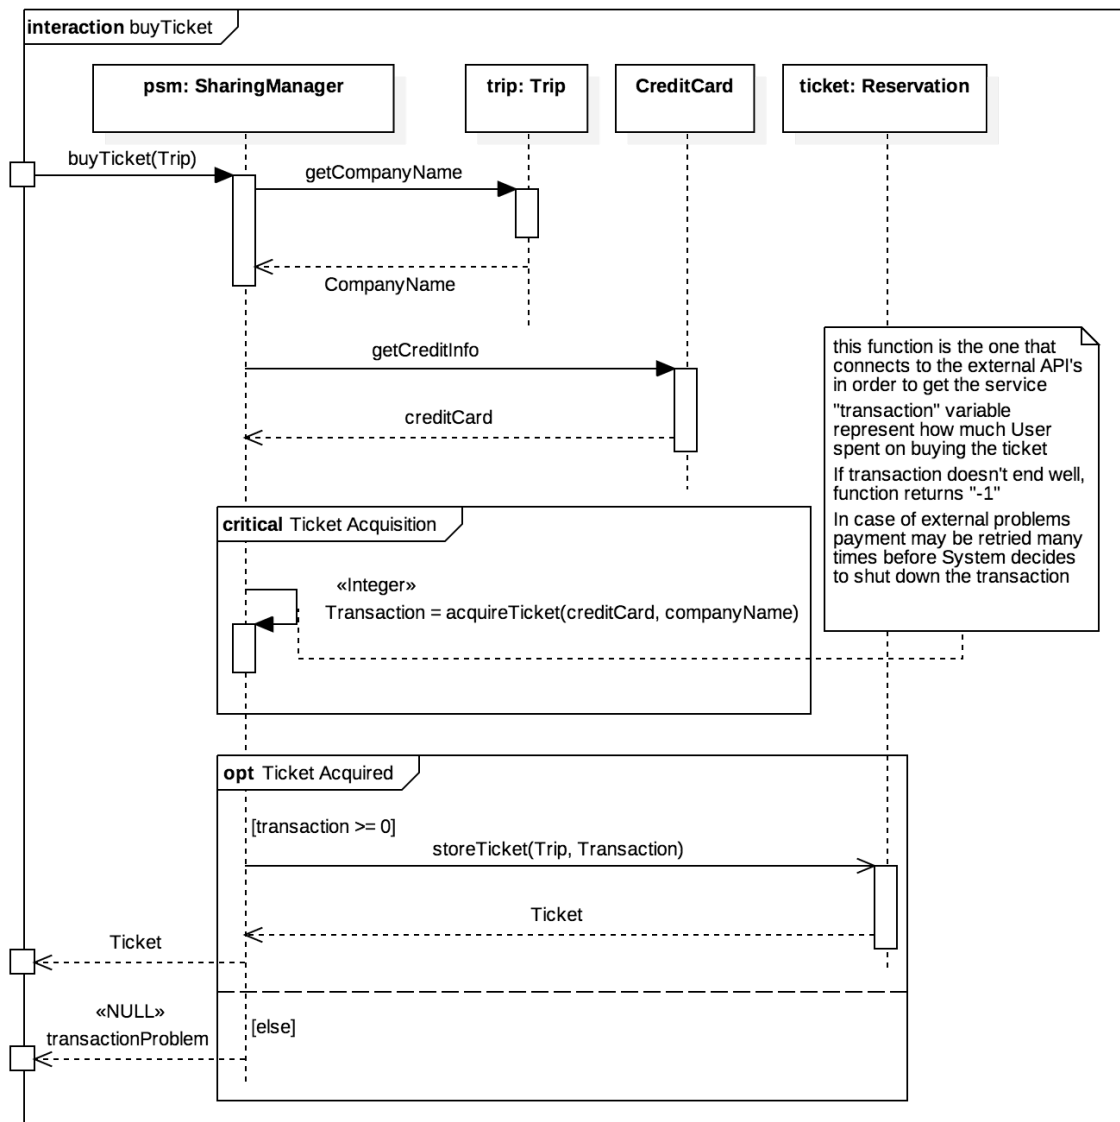 interaction buyTicket
psm: SharingManager
trip: Trip
CreditCard
ticket: Reservation
buyTicket(Trip)
getCompanyName
CompanyName
getCreditInfo
creditCard
this function is the one that
connects to the external API's
in order to get the service
"transaction" variable
represent how much User
spent on buying the ticket
If transaction doesn't end well,
function returns "-1"
In case of external problems
payment may be retried many
times before System decides
to shut down the transaction
critical Ticket Acquisition
«Integer»
Transaction = acquireTicket(creditCard, companyName)
opt Ticket Acquired
[transaction >= 0]
storeTicket(Trip, Transaction)
Ticket
Ticket
«NULL»
transactionProblem
[else]